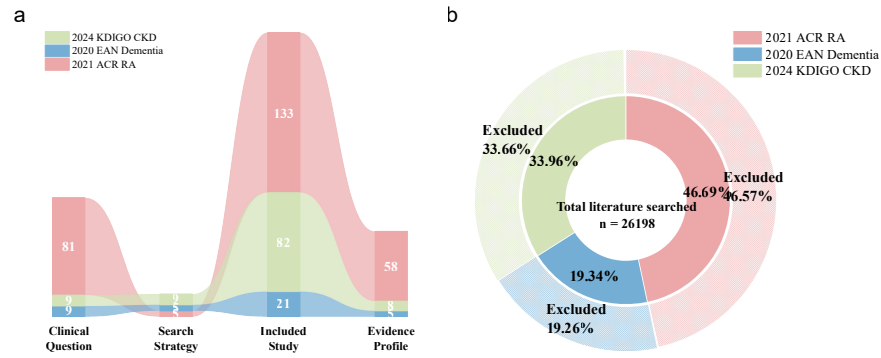 a
2024 KDIGO CKD
2020 EAN Dementia
2021 ACR RA
81
9
9
133
82
21
58
8
Clinical
Question
Search
Strategy
Included
Study
Evidence
Profile
b
2021 ACR RA
2020 EAN Dementia
2024 KDIGO CKD
Excluded
33.66%
33.96%
46.69%
Excluded
46.57%
Total literature searched
n = 26198
19.34%
Excluded
19.26%